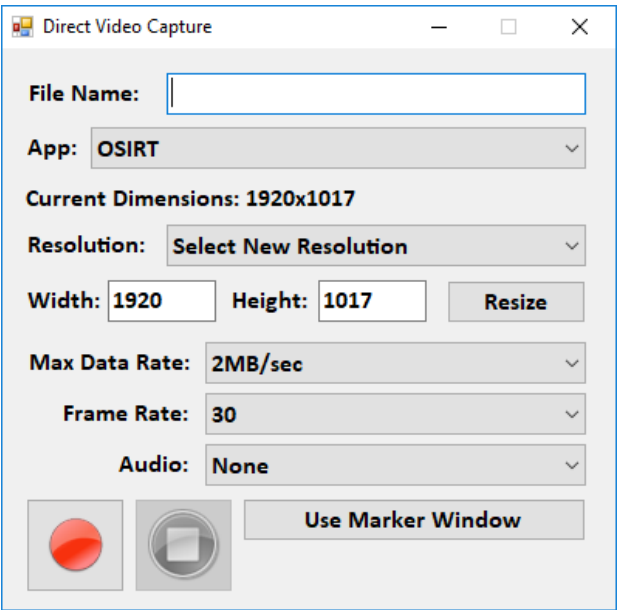 Direct Video Capture
File Name:
App: OSIRT
Current Dimensions: 1920x1017
Resolution: Select New Resolution
Width: 1920 Height: 1017 Resize
Max Data Rate: 2MB/sec
Frame Rate: 30
Audio: None
Use Marker Window